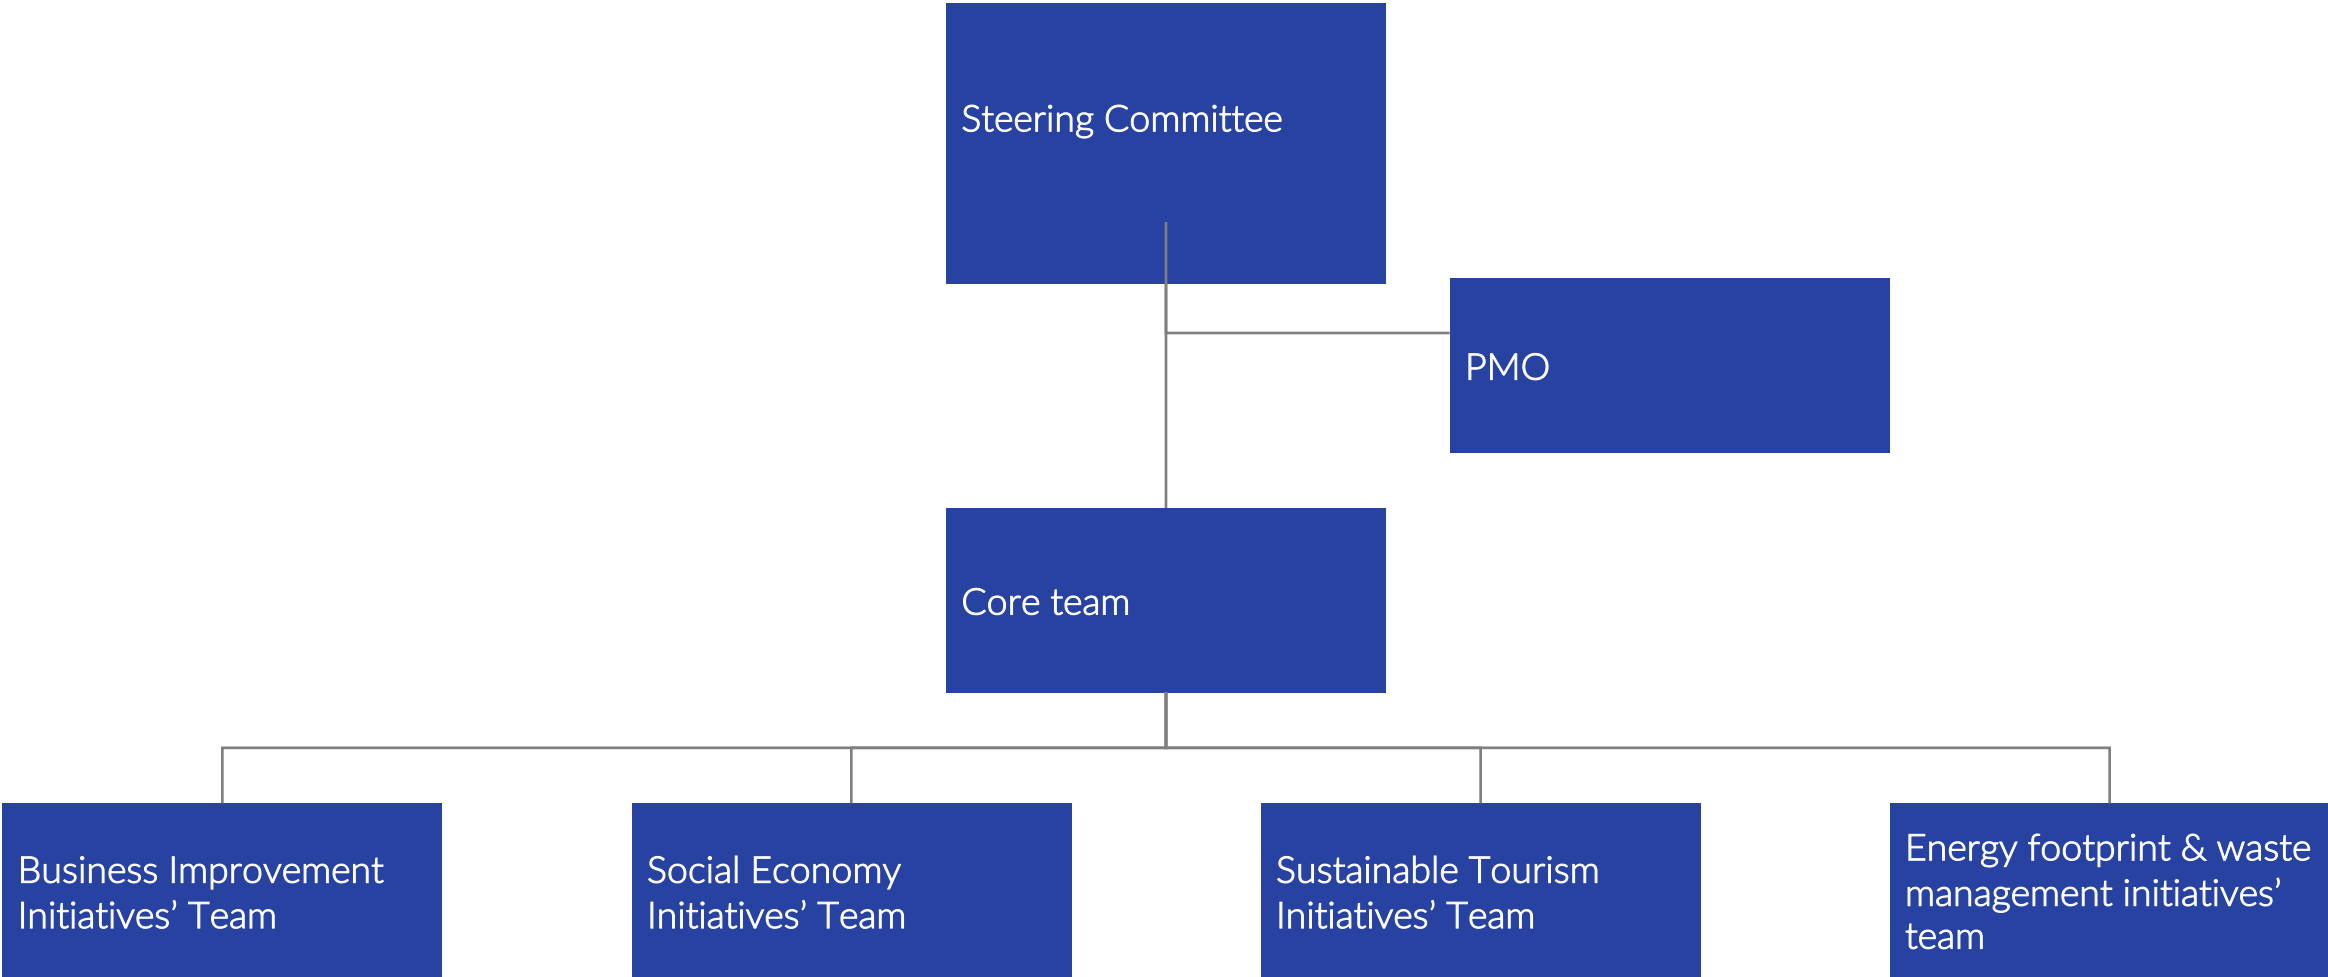 Steering Committee
PMO
Core team
Business Improvement
Initiatives’ Team
Social Economy
Initiatives’ Team
Sustainable Tourism
Initiatives’ Team
Energy footprint & waste
management initiatives’
team